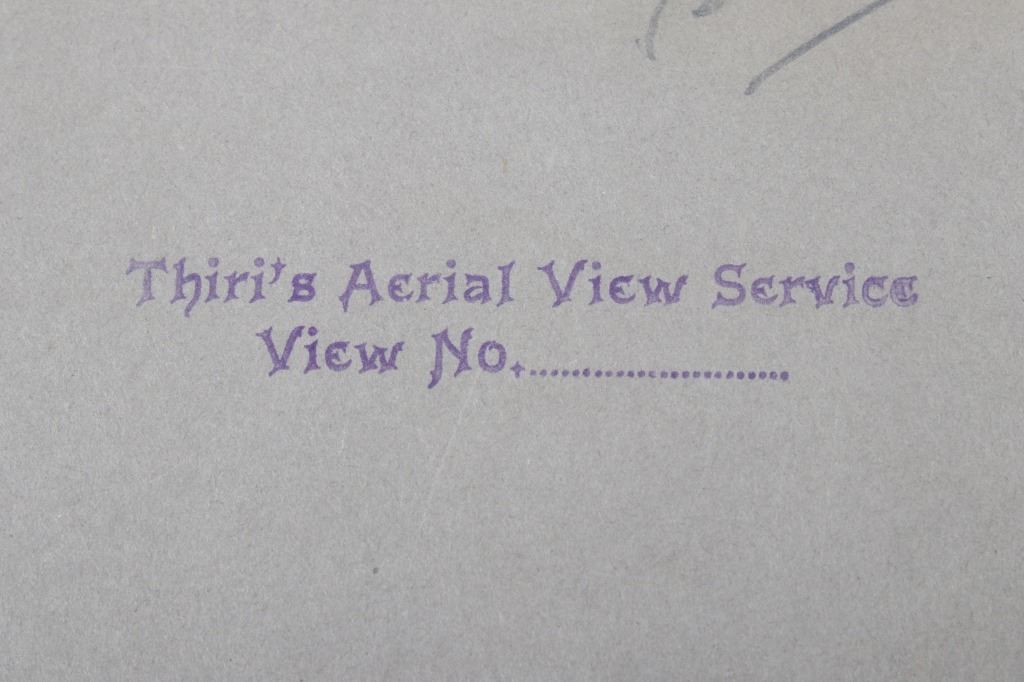 Thiri's Aerial View Service
View No.........................